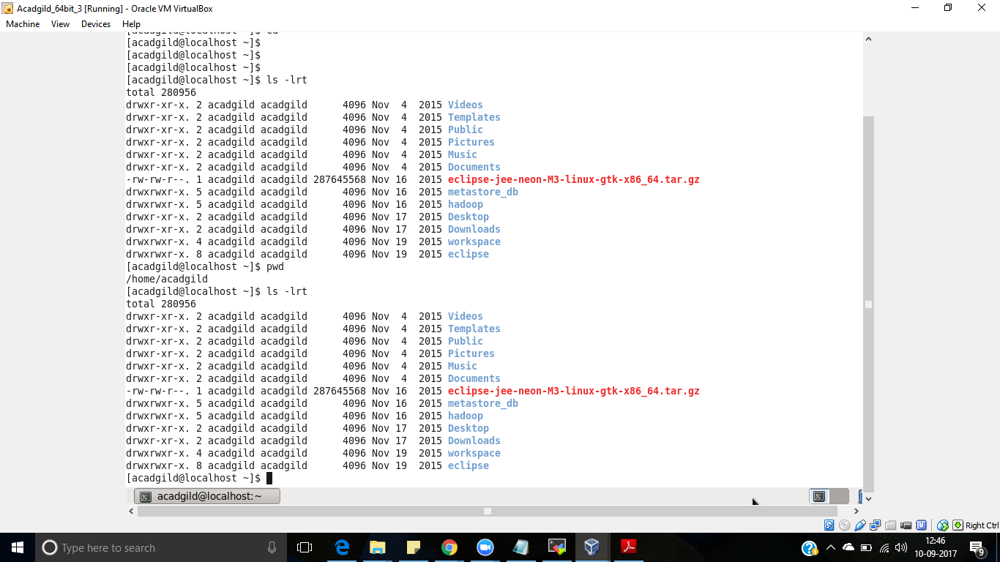 Acadgild_64bit_3 [Running] - Oracle VM VirtualBox
Machine View Devices Help
[acadgild@localhost ~]$ cd
[acadgild@localhost ~]$
[acadgild@localhost ~]$
[acadgild@localhost ~]$
[acadgild@localhost ~]$ ls -lrt
total 280956
drwxr-xr-x. 2 acadgild acadgild      4096 Nov  4  2015 Videos
drwxr-xr-x. 2 acadgild acadgild      4096 Nov  4  2015 Templates
drwxr-xr-x. 2 acadgild acadgild      4096 Nov  4  2015 Public
drwxr-xr-x. 2 acadgild acadgild      4096 Nov  4  2015 Pictures
drwxr-xr-x. 2 acadgild acadgild      4096 Nov  4  2015 Music
drwxr-xr-x. 2 acadgild acadgild      4096 Nov  4  2015 Documents
-rw-rw-r--. 1 acadgild acadgild 287645568 Nov 16  2015 eclipse-jee-neon-M3-linux-gtk-x86_64.tar.gz
drwxrwxr-x. 5 acadgild acadgild      4096 Nov 16  2015 metastore_db
drwxrwxr-x. 5 acadgild acadgild      4096 Nov 16  2015 hadoop
drwxr-xr-x. 2 acadgild acadgild      4096 Nov 17  2015 Desktop
drwxr-xr-x. 2 acadgild acadgild      4096 Nov 17  2015 Downloads
drwxrwxr-x. 4 acadgild acadgild      4096 Nov 19  2015 workspace
drwxrwxr-x. 8 acadgild acadgild      4096 Nov 19  2015 eclipse
[acadgild@localhost ~]$ pwd
/home/acadgild
[acadgild@localhost ~]$ ls -lrt
total 280956
drwxr-xr-x. 2 acadgild acadgild      4096 Nov  4  2015 Videos
drwxr-xr-x. 2 acadgild acadgild      4096 Nov  4  2015 Templates
drwxr-xr-x. 2 acadgild acadgild      4096 Nov  4  2015 Public
drwxr-xr-x. 2 acadgild acadgild      4096 Nov  4  2015 Pictures
drwxr-xr-x. 2 acadgild acadgild      4096 Nov  4  2015 Music
drwxr-xr-x. 2 acadgild acadgild      4096 Nov  4  2015 Documents
-rw-rw-r--. 1 acadgild acadgild 287645568 Nov 16  2015 eclipse-jee-neon-M3-linux-gtk-x86_64.tar.gz
drwxrwxr-x. 5 acadgild acadgild      4096 Nov 16  2015 metastore_db
drwxrwxr-x. 5 acadgild acadgild      4096 Nov 16  2015 hadoop
drwxr-xr-x. 2 acadgild acadgild      4096 Nov 17  2015 Desktop
drwxr-xr-x. 2 acadgild acadgild      4096 Nov 17  2015 Downloads
drwxrwxr-x. 4 acadgild acadgild      4096 Nov 19  2015 workspace
drwxrwxr-x. 8 acadgild acadgild      4096 Nov 19  2015 eclipse
[acadgild@localhost ~]$
acadgild@localhost:~
Right Ctrl
Type here to search
12:46
10-09-2017
9